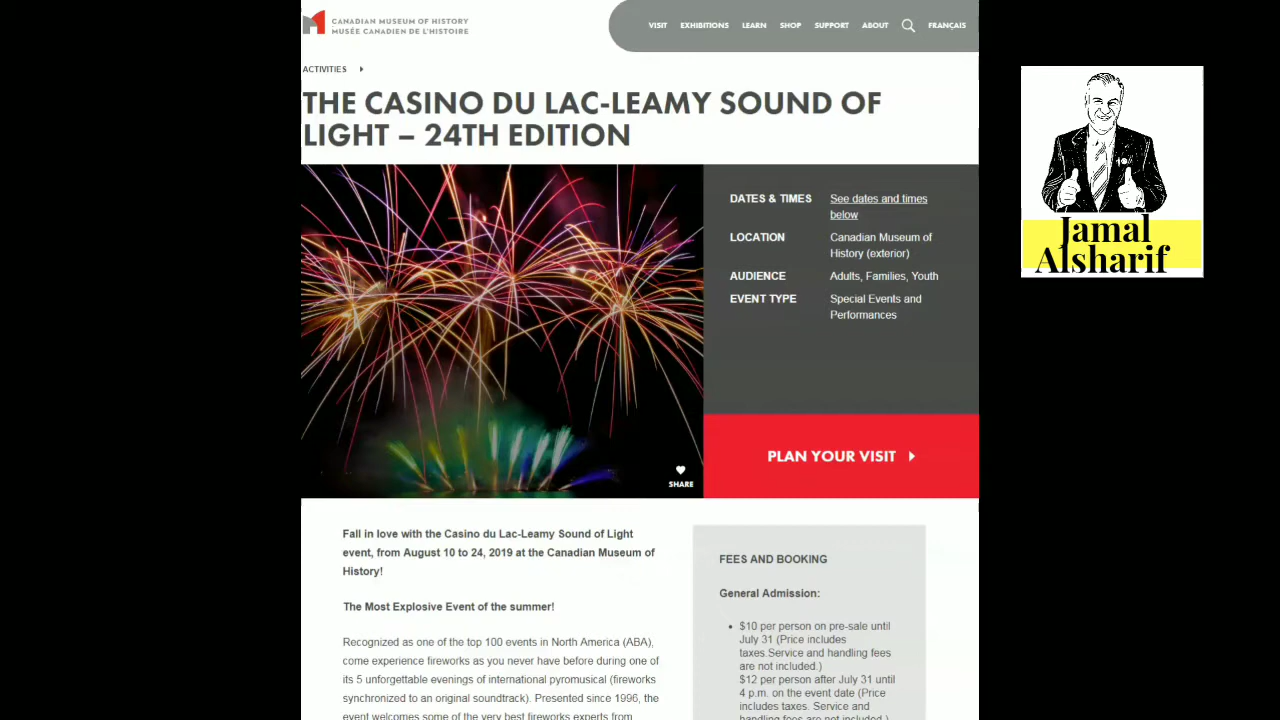 CANADIAN MUSEUM OF HISTORY
MUSÉE CANADIEN DE L'HISTOIRE
VISIT EXHIBITIONS LEARN SHOP SUPPORT ABOUT FRANÇAIS
ACTIVITIES
THE CASINO DU LAC-LEAMY SOUND OF
LIGHT – 24TH EDITION
DATES & TIMES See dates and times
below
LOCATION Canadian Museum of
History (exterior)
AUDIENCE Adults, Families, Youth
EVENT TYPE Special Events and
Performances
SHARE
PLAN YOUR VISIT
Jamal
Alsharif
Fall in love with the Casino du Lac-Leamy Sound of Light
event, from August 10 to 24, 2019 at the Canadian Museum of
History!
The Most Explosive Event of the summer!
Recognized as one of the top 100 events in North America (ABA),
come experience fireworks as you never have before during one of
its 5 unforgettable evenings of international pyromusical (fireworks
synchronized to an original soundtrack). Presented since 1996, the
event welcomes some of the very best fireworks experts from
FEES AND BOOKING
General Admission:
• $10 per person on pre-sale until
July 31 (Price includes
taxes.Service and handling fees
are not included.)
$12 per person after July 31 until
4 p.m. on the event date (Price
includes taxes. Service and
handling fees are not included.)